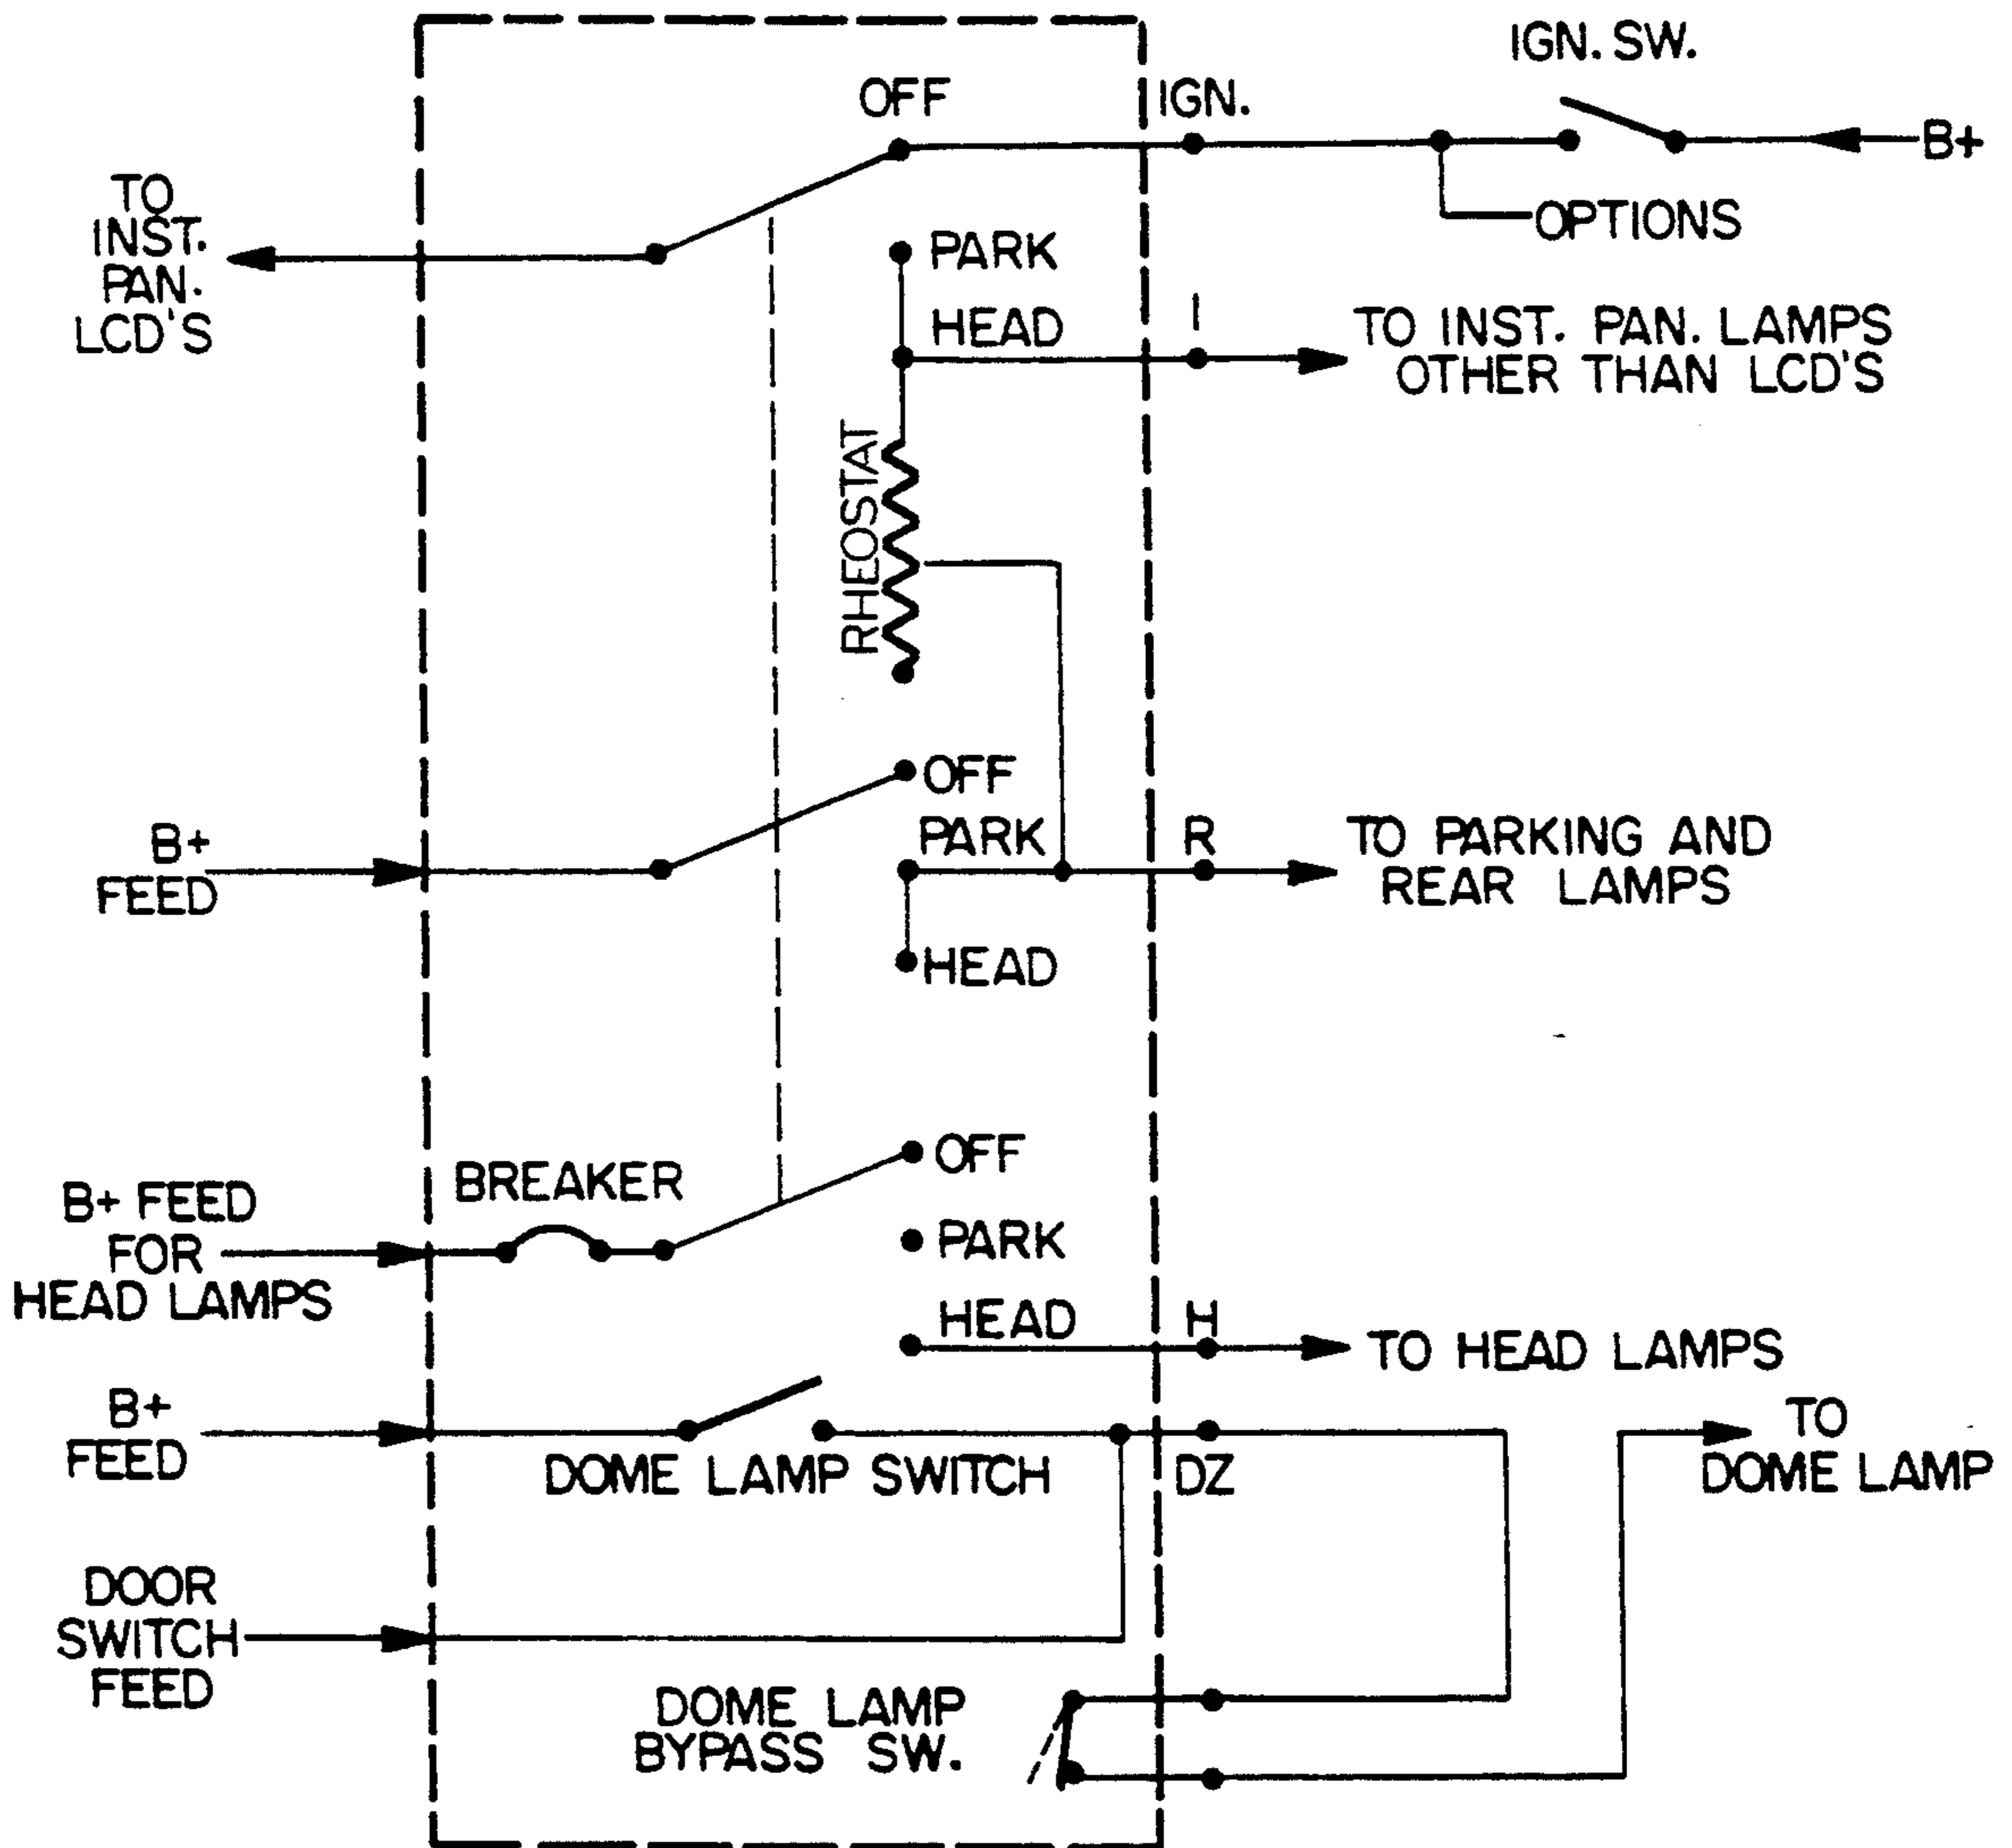 IGN. SW.
OFF
IGN.
B+
TO
INST.
PAN.
LCD'S
OPTIONS
PARK
HEAD
I
TO INST. PAN. LAMPS
OTHER THAN LCD'S
RHEOSTAT
OFF
B+
FEED
PARK
R
TO PARKING AND
REAR LAMPS
HEAD
OFF
BREAKER
B+ FEED
FOR
HEAD LAMPS
PARK
HEAD
H
TO HEAD LAMPS
B+
FEED
DOME LAMP SWITCH
DZ
TO
DOME LAMP
DOOR
SWITCH
FEED
DOME LAMP
BYPASS SW.